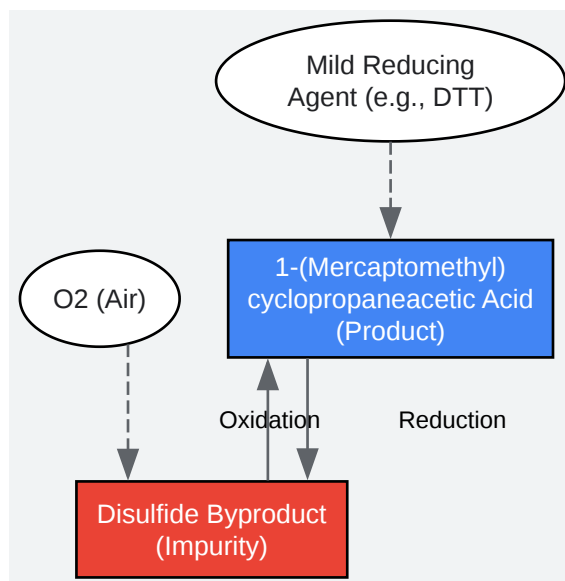 Mild Reducing
Agent (e.g., DTT)
1-(Mercaptomethyl)
cyclopropaneacetic Acid
(Product)
O2 (Air)
Oxidation
Reduction
Disulfide Byproduct
(Impurity)